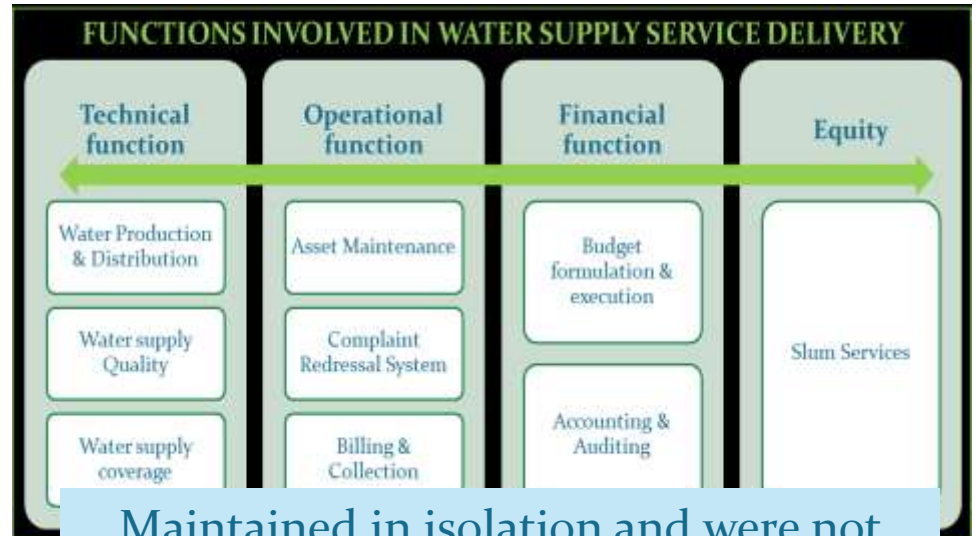 FUNCTIONS INVOLVED IN WATER SUPPLY SERVICE DELIVERY
Technical
function
Water Production
& Distribution
Water supply
Quality
Water supply
coverage
Operational
function
Asset Maintenance
Complaint
Redressal System
Billing &
Collection
Financial
function
Budget
formulation &
execution
Accounting &
Auditing
Equity
Slum Services
Maintained in isolation and were not